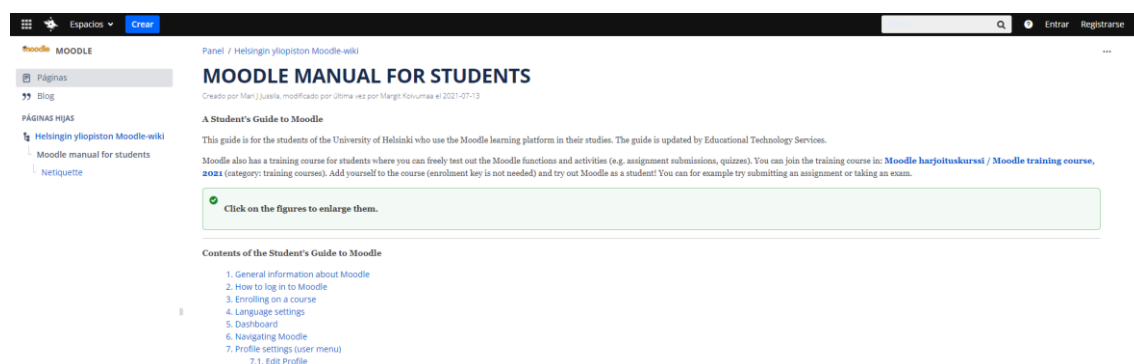 Espacios Crear Entrar Registrarse
moodle MOODLE
Páginas
Blog
PÁGINAS HIJAS
Helsingin yliopiston Moodle-wiki
Moodle manual for students
Netiquette
Panel / Helsingin yliopiston Moodle-wiki
MOODLE MANUAL FOR STUDENTS
Creado por Mari J Jussila, modificado por última vez por Margit Koivumaa el 2021-07-13
A Student's Guide to Moodle
This guide is for the students of the University of Helsinki who use the Moodle learning platform in their studies. The guide is updated by Educational Technology Services.
Moodle also has a training course for students where you can freely test out the Moodle functions and activities (e.g. assignment submissions, quizzes). You can join the training course in: Moodle harjoituskurssi / Moodle training course,
2021 (category: training courses). Add yourself to the course (enrolment key is not needed) and try out Moodle as a student! You can for example try submitting an assignment or taking an exam.
Click on the figures to enlarge them.
Contents of the Student's Guide to Moodle
1. General information about Moodle
2. How to log in to Moodle
3. Enrolling on a course
4. Language settings
5. Dashboard
6. Navigating Moodle
7. Profile settings (user menu)
7.1. Edit Profile